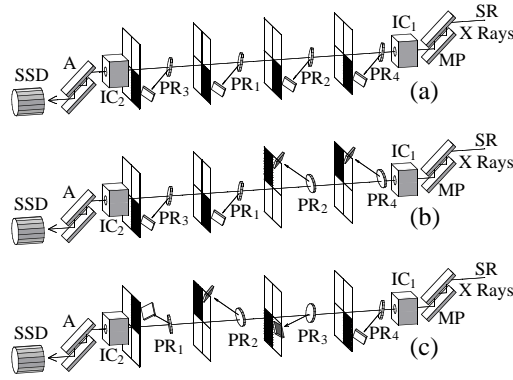 SR
IC1
X Rays
A
MP
SSD
IC2
PR3
PR1
PR2
PR4
(a)
SR
IC1
X Rays
A
MP
SSD
IC2
PR3
PR1
PR2
PR4
(b)
SR
IC1
X Rays
A
MP
SSD
IC2
PR1
PR2
PR3
PR4
(c)